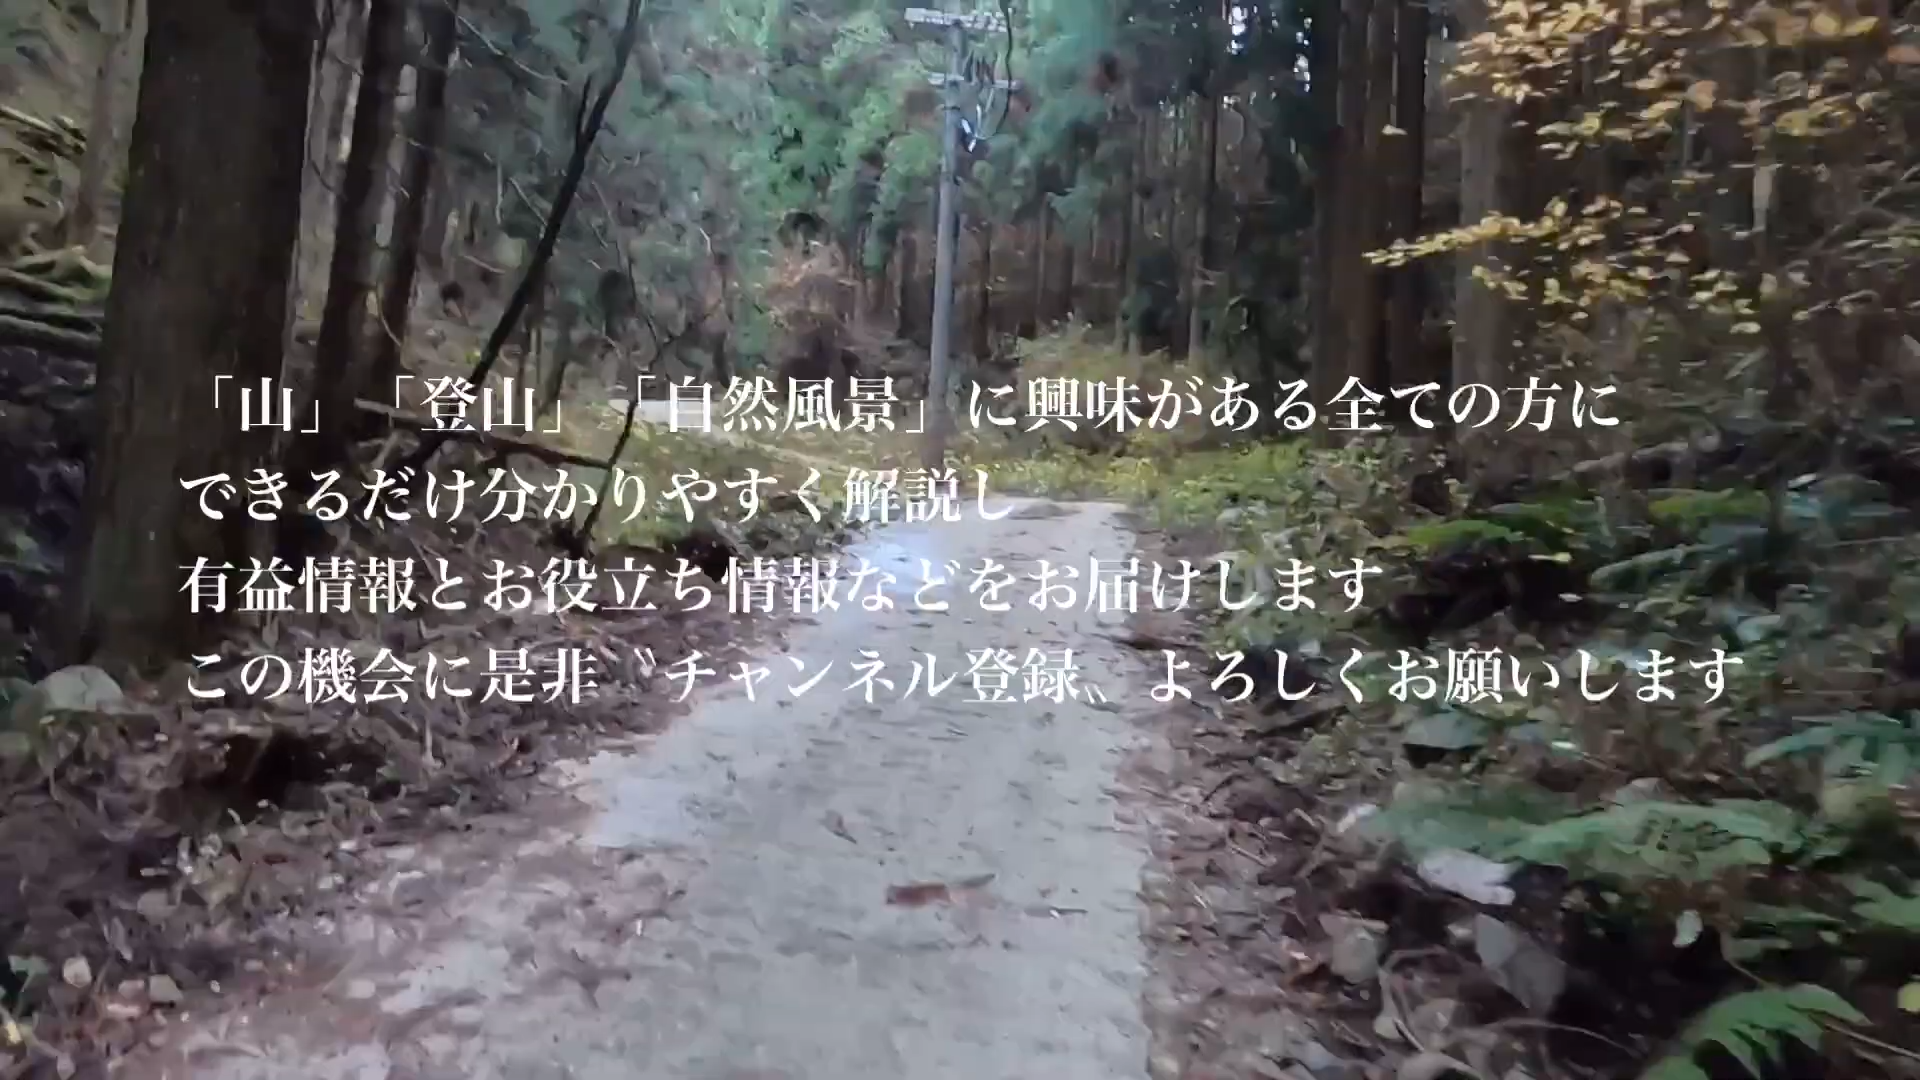 「山」「登山」「自然風景」に興味がある全ての方に
できるだけ分かりやすく解説し
有益情報とお役立ち情報などをお届けします
この機会に是非〝チャンネル登録〟よろしくお願いします